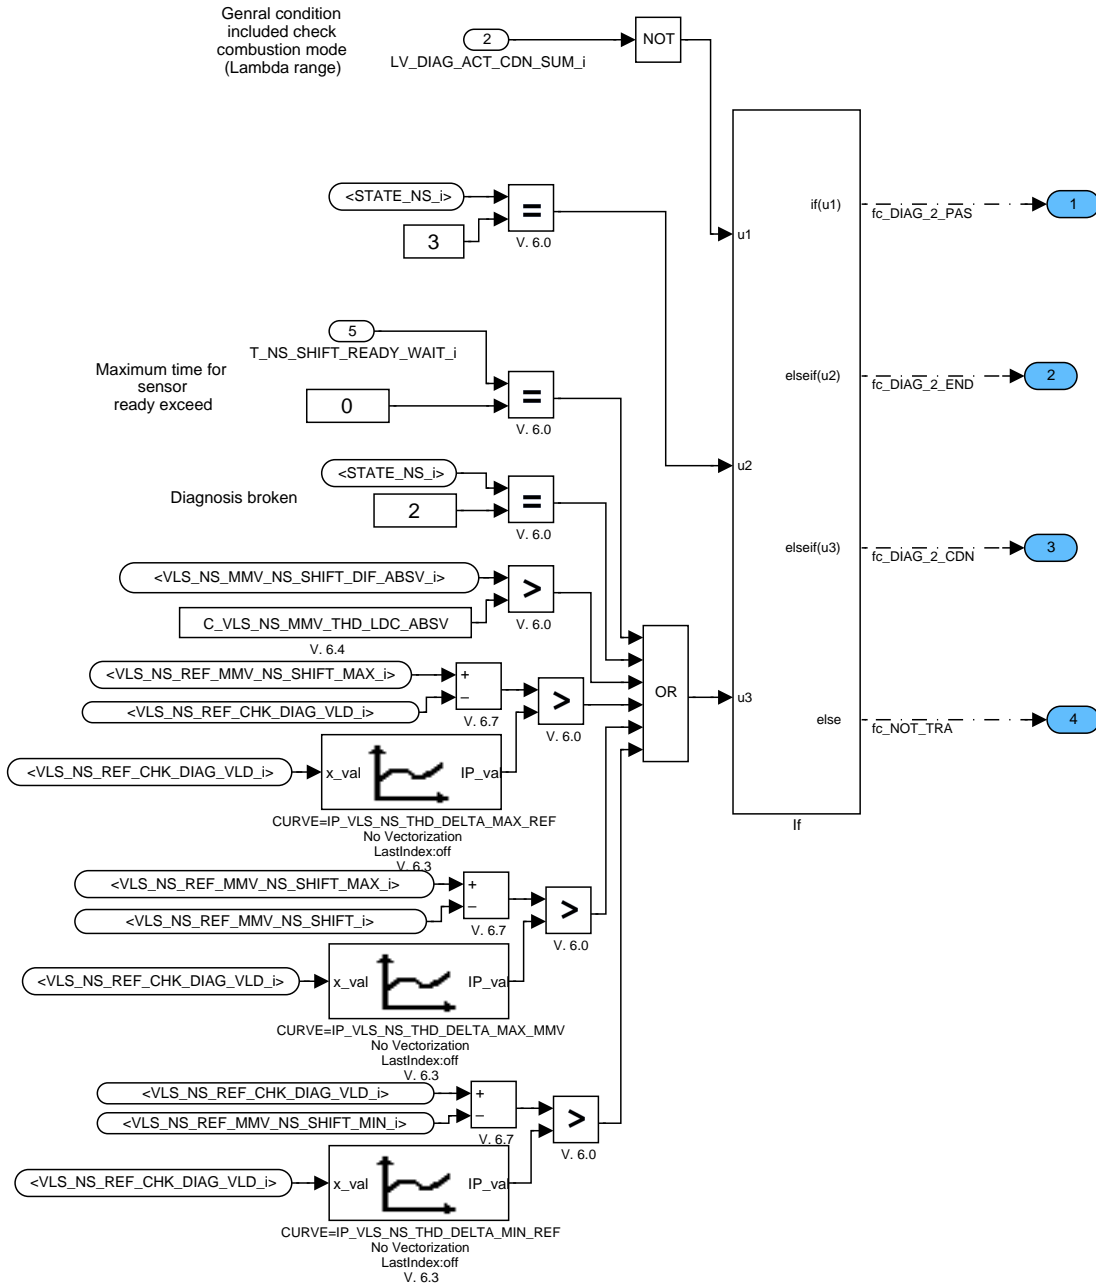 Genral condition
included check
combustion mode
(Lambda range)
2
LV_DIAG_ACT_CDN_SUM_i
NOT
<STATE_NS_i>
3
=
V. 6.0
u1
if(u1)
fc_DIAG_2_PAS
1
5
T_NS_SHIFT_READY_WAIT_i
Maximum time for
sensor
ready exceed
0
=
V. 6.0
elseif(u2)
fc_DIAG_2_END
2
<STATE_NS_i>
Diagnosis broken
2
=
V. 6.0
u2
<VLS_NS_MMV_NS_SHIFT_DIF_ABSV_i>
C_VLS_NS_MMV_THD_LDC_ABSV
V. 6.4
>
V. 6.0
elseif(u3)
fc_DIAG_2_CDN
3
<VLS_NS_REF_MMV_NS_SHIFT_MAX_i>
<VLS_NS_REF_CHK_DIAG_VLD_i>
+
–
V. 6.7
>
V. 6.0
OR
u3
else
fc_NOT_TRA
4
<VLS_NS_REF_CHK_DIAG_VLD_i>
x_val
IP_val
CURVE=IP_VLS_NS_THD_DELTA_MAX_REF
No Vectorization
LastIndex:off
V. 6.3
If
<VLS_NS_REF_MMV_NS_SHIFT_MAX_i>
<VLS_NS_REF_MMV_NS_SHIFT_i>
+
–
V. 6.7
>
V. 6.0
<VLS_NS_REF_CHK_DIAG_VLD_i>
x_val
IP_val
CURVE=IP_VLS_NS_THD_DELTA_MAX_MMV
No Vectorization
LastIndex:off
V. 6.3
<VLS_NS_REF_CHK_DIAG_VLD_i>
<VLS_NS_REF_MMV_NS_SHIFT_MIN_i>
+
–
V. 6.7
>
V. 6.0
<VLS_NS_REF_CHK_DIAG_VLD_i>
x_val
IP_val
CURVE=IP_VLS_NS_THD_DELTA_MIN_REF
No Vectorization
LastIndex:off
V. 6.3